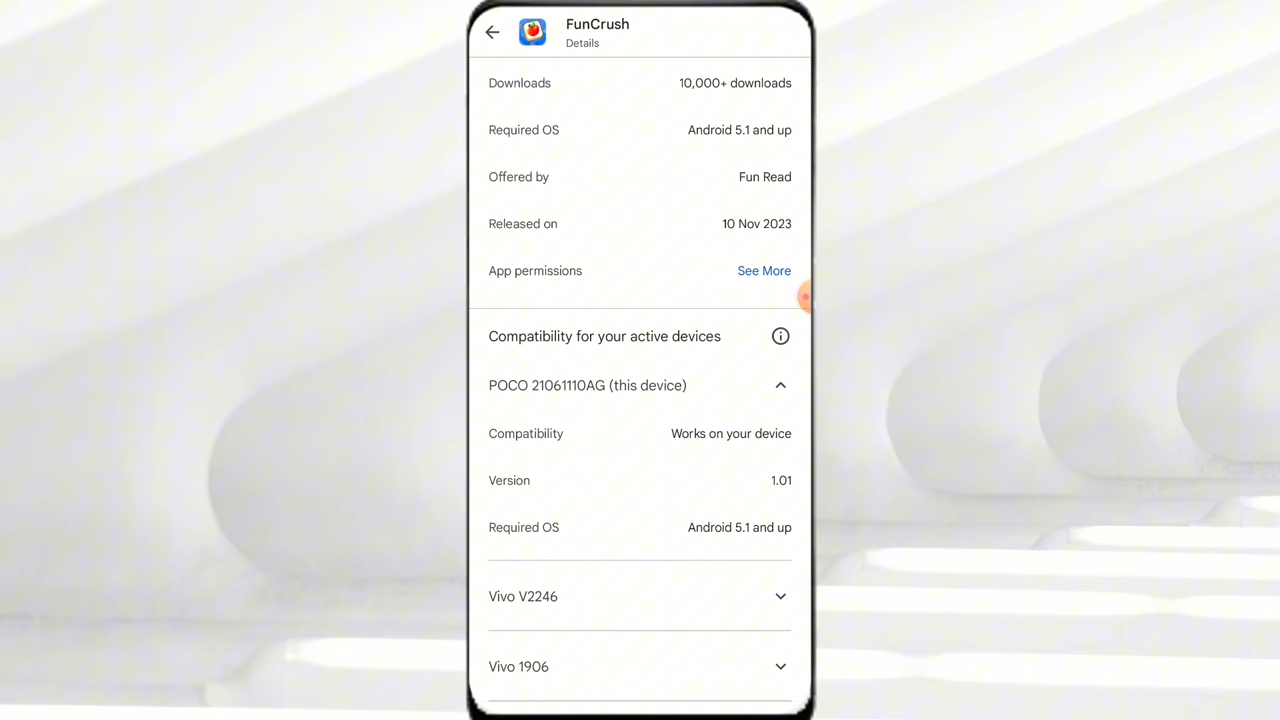 FunCrush
Details
Downloads 10,000+ downloads
Required OS Android 5.1 and up
Offered by Fun Read
Released on 10 Nov 2023
App permissions See More
Compatibility for your active devices
POCO 21061110AG (this device)
Compatibility Works on your device
Version 1.01
Required OS Android 5.1 and up
Vivo V2246
Vivo 1906